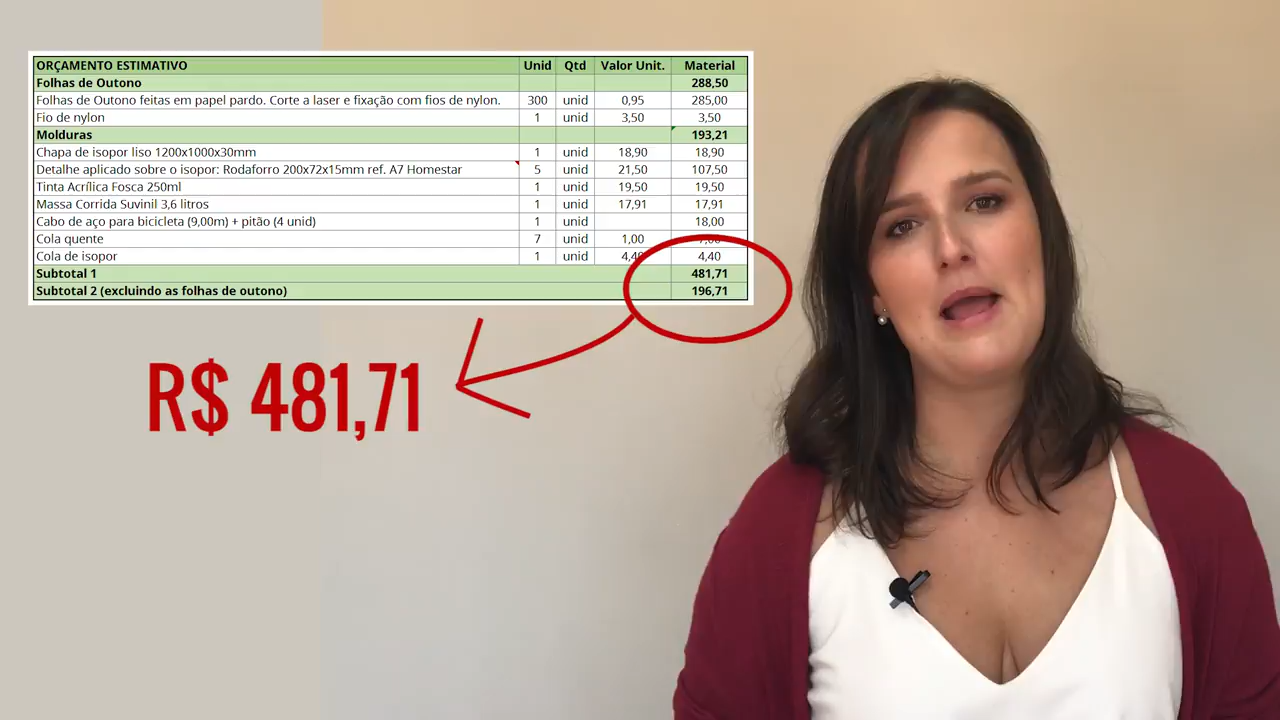 ORÇAMENTO ESTIMATIVO Unid Qtd Valor Unit. Material
Folhas de Outono 288,50
Folhas de Outono feitas em papel pardo. Corte a laser e fixação com fios de nylon. 300 unid 0,95 285,00
Fio de nylon 1 unid 3,50 3,50
Molduras 193,21
Chapa de isopor liso 1200x1000x30mm 1 unid 18,90 18,90
Detalhe aplicado sobre o isopor: Rodaforro 200x72x15mm ref. A7 Homestar 5 unid 21,50 107,50
Tinta Acrílica Fosca 250ml 1 unid 19,50 19,50
Massa Corrida Suvinil 3,6 litros 1 unid 17,91 17,91
Cabo de aço para bicicleta (9,00m) + pitão (4 unid) 1 unid 18,00
Cola quente 7 unid 1,00 7,00
Cola de isopor 1 unid 4,40 4,40
Subtotal 1 481,71
Subtotal 2 (excluindo as folhas de outono) 196,71
R$ 481,71